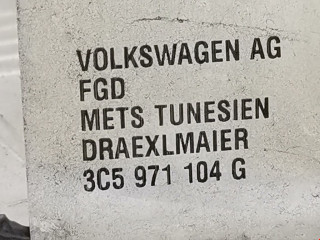 VOLKSWAGEN AG
FGD
METS TUNESIEN
DRAEXLMAIER
3C5 971 104 G